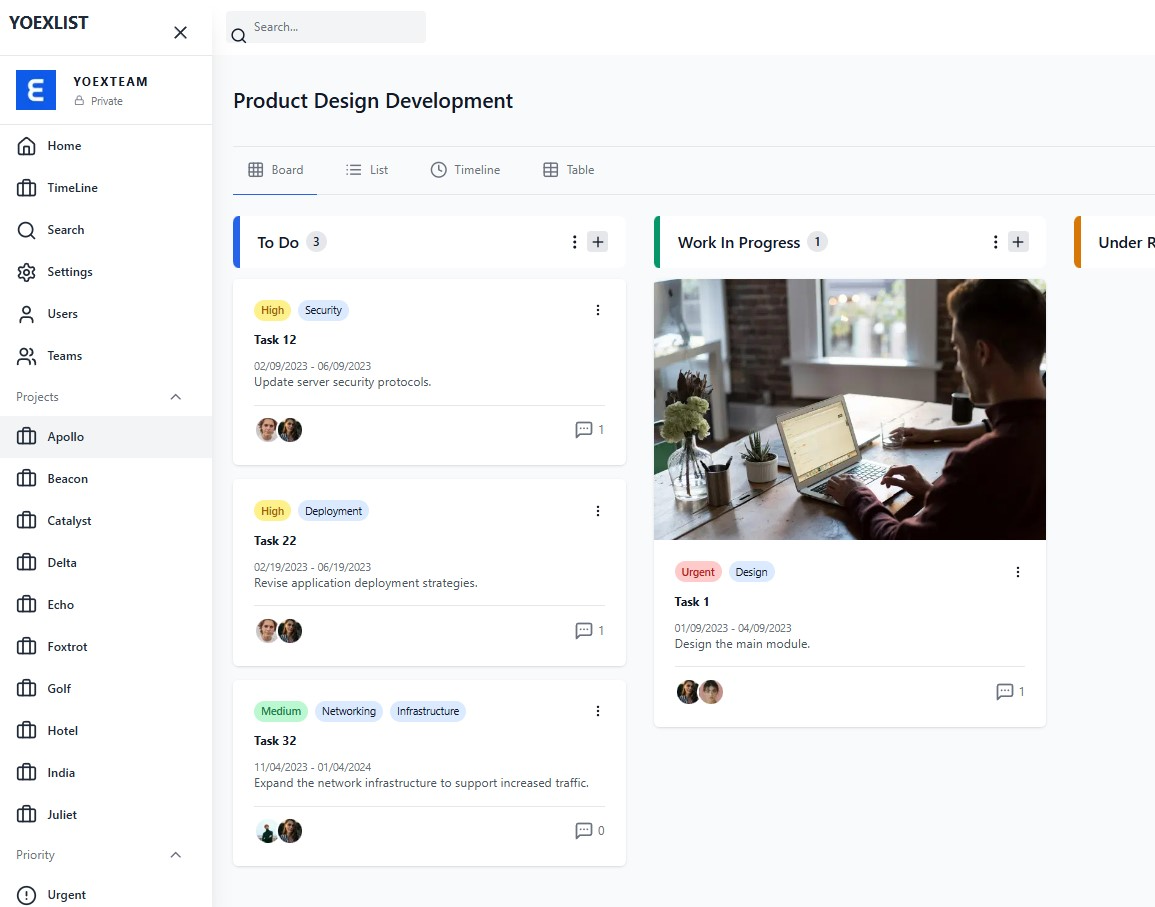 YOEXLIST
Search...
YOEXTEAM
Private
Home
TimeLine
Search
Settings
Users
Teams
Projects
Apollo
Beacon
Catalyst
Delta
Echo
Foxtrot
Golf
Hotel
India
Juliet
Priority
Urgent
Product Design Development
Board List Timeline Table
To Do 3
High Security
Task 12
02/09/2023 - 06/09/2023
Update server security protocols.
1
High Deployment
Task 22
02/19/2023 - 06/19/2023
Revise application deployment strategies.
1
Medium Networking Infrastructure
Task 32
11/04/2023 - 01/04/2024
Expand the network infrastructure to support increased traffic.
0
Work In Progress 1
Urgent Design
Task 1
01/09/2023 - 04/09/2023
Design the main module.
1
Under R